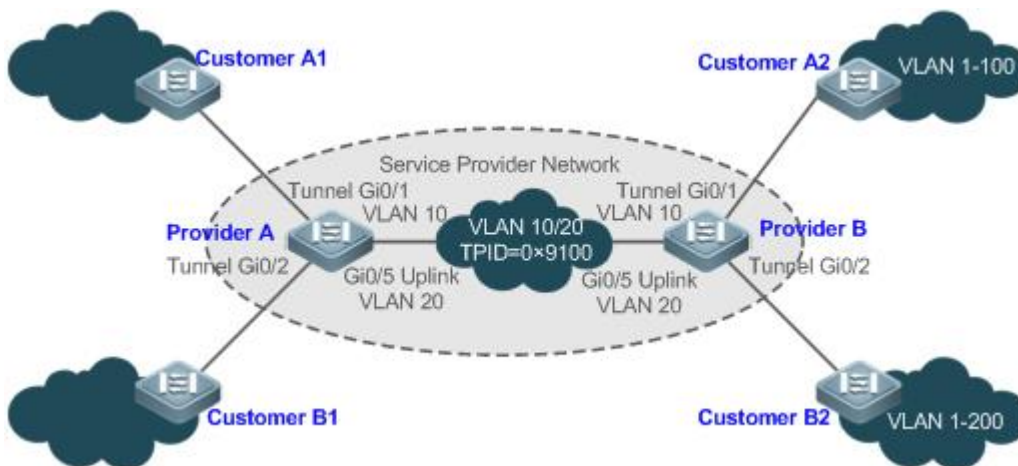 Customer A1
Customer A2
VLAN 1-100
Service Provider Network
Tunnel Gi0/1
VLAN 10
Tunnel Gi0/1
VLAN 10
Provider A
VLAN 10/20
TPID=0×9100
Provider B
Tunnel Gi0/2
Gi0/5 Uplink
VLAN 20
Gi0/5 Uplink
VLAN 20
Tunnel Gi0/2
Customer B1
Customer B2
VLAN 1-200